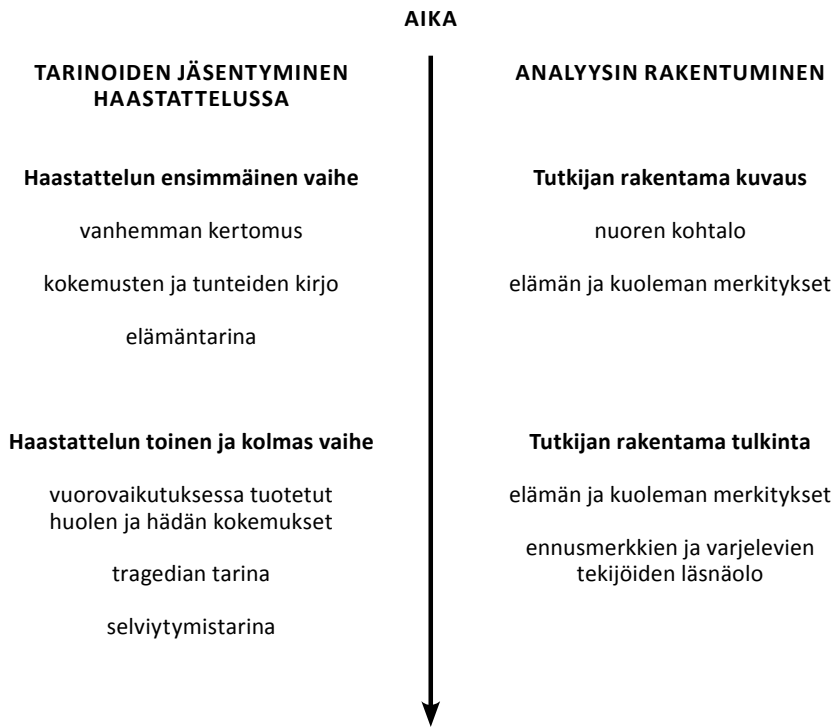 AIKA
TARINOIDEN JÄSENTYMINEN
HAASTATTELUSSA
Haastattelun ensimmäinen vaihe
vanhemman kertomus
kokemusten ja tunteiden kirjo
elämäntarina
Haastattelun toinen ja kolmas vaihe
vuorovaikutuksessa tuotetut
huolen ja hädän kokemukset
tragedian tarina
selviytymistarina
ANALYYSIN RAKENTUMINEN
Tutkijan rakentama kuvaus
nuoren kohtalo
elämän ja kuoleman merkitykset
Tutkijan rakentama tulkinta
elämän ja kuoleman merkitykset
ennusmerkkien ja varjelevien
tekijöiden läsnäolo